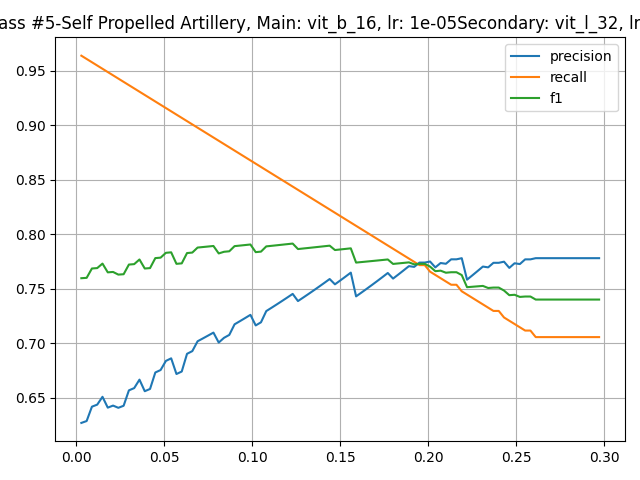 ass #5-Self Propelled Artillery, Main: vit_b_16, lr: 1e-05Secondary: vit_l_32, lr
precision
recall
f1
0.95
0.90
0.85
0.80
0.75
0.70
0.65
0.00 0.05 0.10 0.15 0.20 0.25 0.30